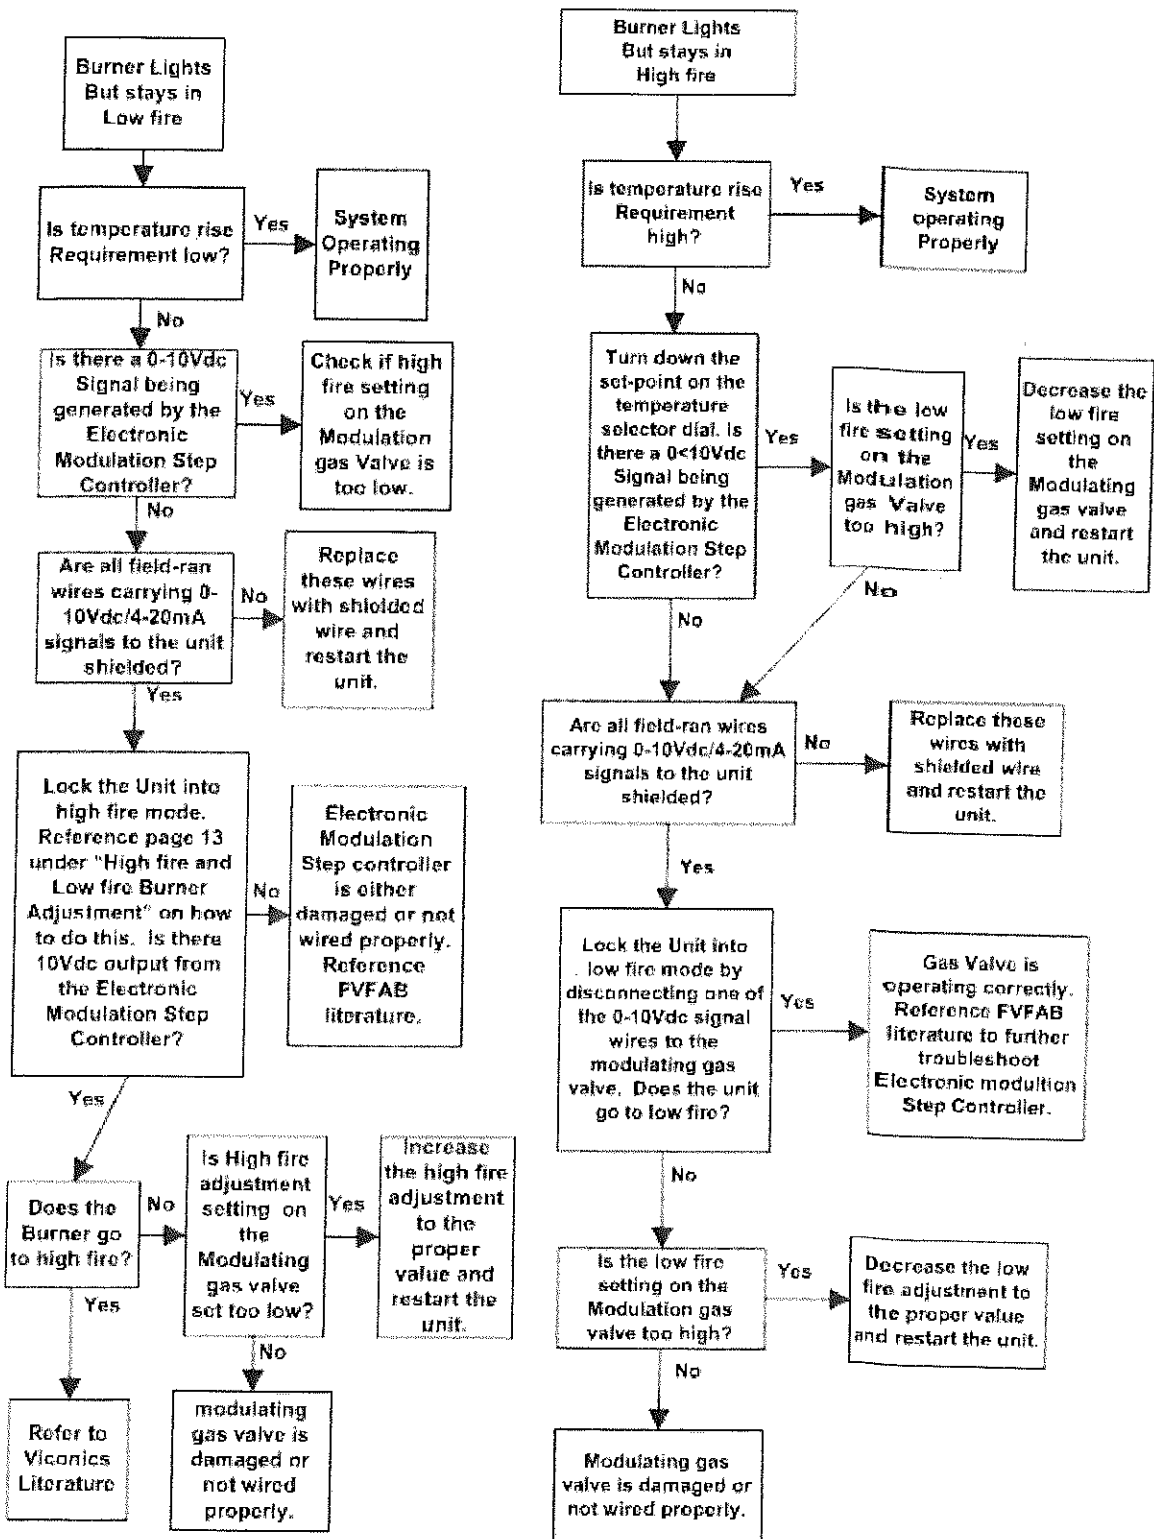 Burner Lights
But stays in
Low fire
Is temperature rise
Requirement low?
Yes
System
Operating
Properly
No
Is there a 0-10Vdc
Signal being
generated by the
Electronic
Modulation Step
Controller?
Yes
Check if high
fire setting
on the
Modulation
gas Valve is
too low.
No
Are all field-ran
wires carrying 0-
10Vdc/4-20mA
signals to the unit
shielded?
No
Replace
these wires
with shielded
wire and
restart the
unit.
Yes
Lock the Unit into
high fire mode.
Reference page 13
under "High fire and
Low fire Burner
Adjustment" on how
to do this. Is there
10Vdc output from
the Electronic
Modulation Step
Controller?
No
Electronic
Modulation
Step controller
is either
damaged or not
wired properly.
Reference
FVFAB
literature.
Yes
Does the
Burner go
to high fire?
No
Is High fire
adjustment
setting on
the
Modulating
gas valve
set too low?
Yes
Increase
the high fire
adjustment
to the
proper
value and
restart the
unit.
Yes
No
Refer to
Viconics
Literature
modulating
gas valve is
damaged or
not wired
properly.
Burner Lights
But stays in
High fire
Is temperature rise
Requirement
high?
Yes
System
operating
Properly
No
Turn down the
set-point on the
temperature
selector dial. Is
there a 0<10Vdc
Signal being
generated by the
Electronic
Modulation Step
Controller?
Yes
Is the low
fire setting
on the
Modulation
gas Valve
too high?
Yes
Decrease the
low fire
setting on
the
Modulating
gas valve
and restart
the unit.
No
No
Are all field-ran wires
carrying 0-10Vdc/4-20mA
signals to the unit
shielded?
No
Replace these
wires with
shielded wire
and restart the
unit.
Yes
Lock the Unit into
low fire mode by
disconnecting one of
the 0-10Vdc signal
wires to the
modulating gas
valve. Does the unit
go to low fire?
Yes
Gas Valve is
operating correctly.
Reference FVFAB
literature to further
troubleshoot
Electronic modultion
Step Controller.
No
Is the low fire
setting on the
Modulation gas
valve too high?
Yes
Decrease the low
fire adjustment to
the proper value
and restart the unit.
No
Modulating gas
valve is damaged or
not wired properly.